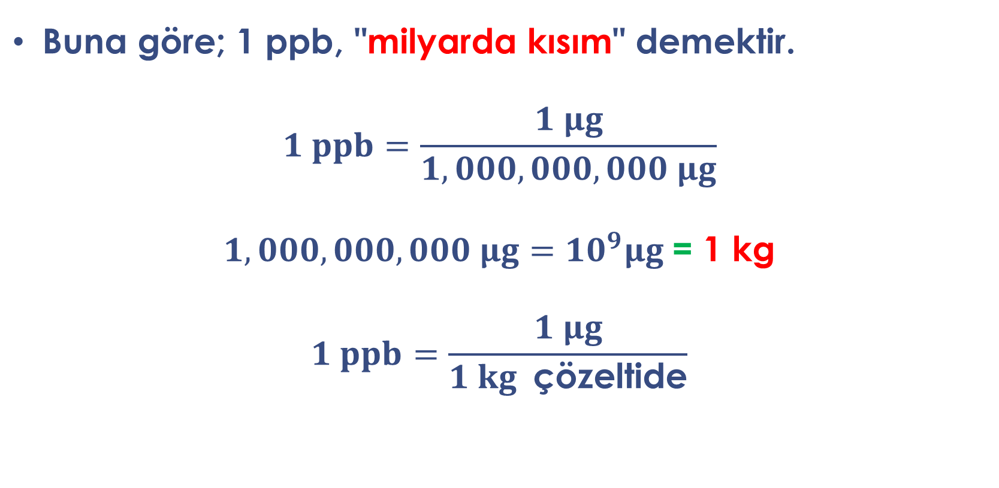 • Buna göre; 1 ppb, "milyarda kısım" demektir.
1 ppb = 1 μg / 1,000,000,000 μg
1,000,000,000 μg = 10⁹μg = 1 kg
1 ppb = 1 μg / 1 kg çözeltide